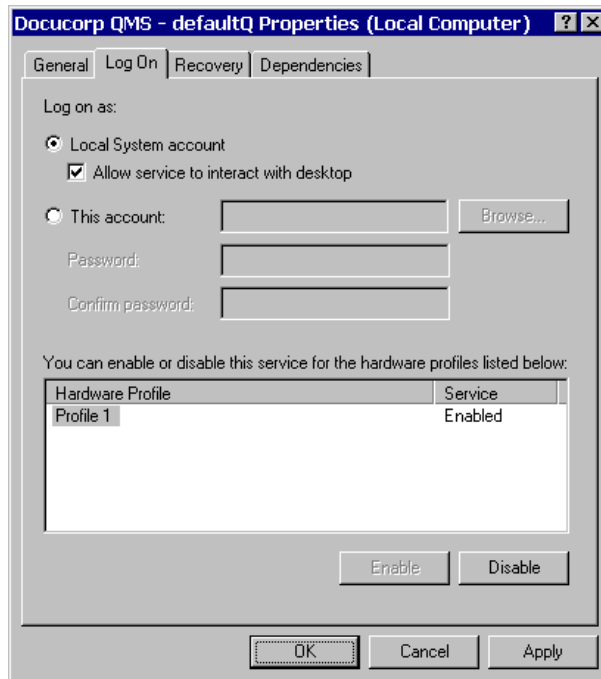 Docucorp QMS - defaultQ Properties (Local Computer)
General Log On Recovery Dependencies
Log on as:
Local System account
Allow service to interact with desktop
This account: Browse...
Password:
Confirm password:
You can enable or disable this service for the hardware profiles listed below:
Hardware Profile Service
Profile 1 Enabled
Enable Disable
OK Cancel Apply